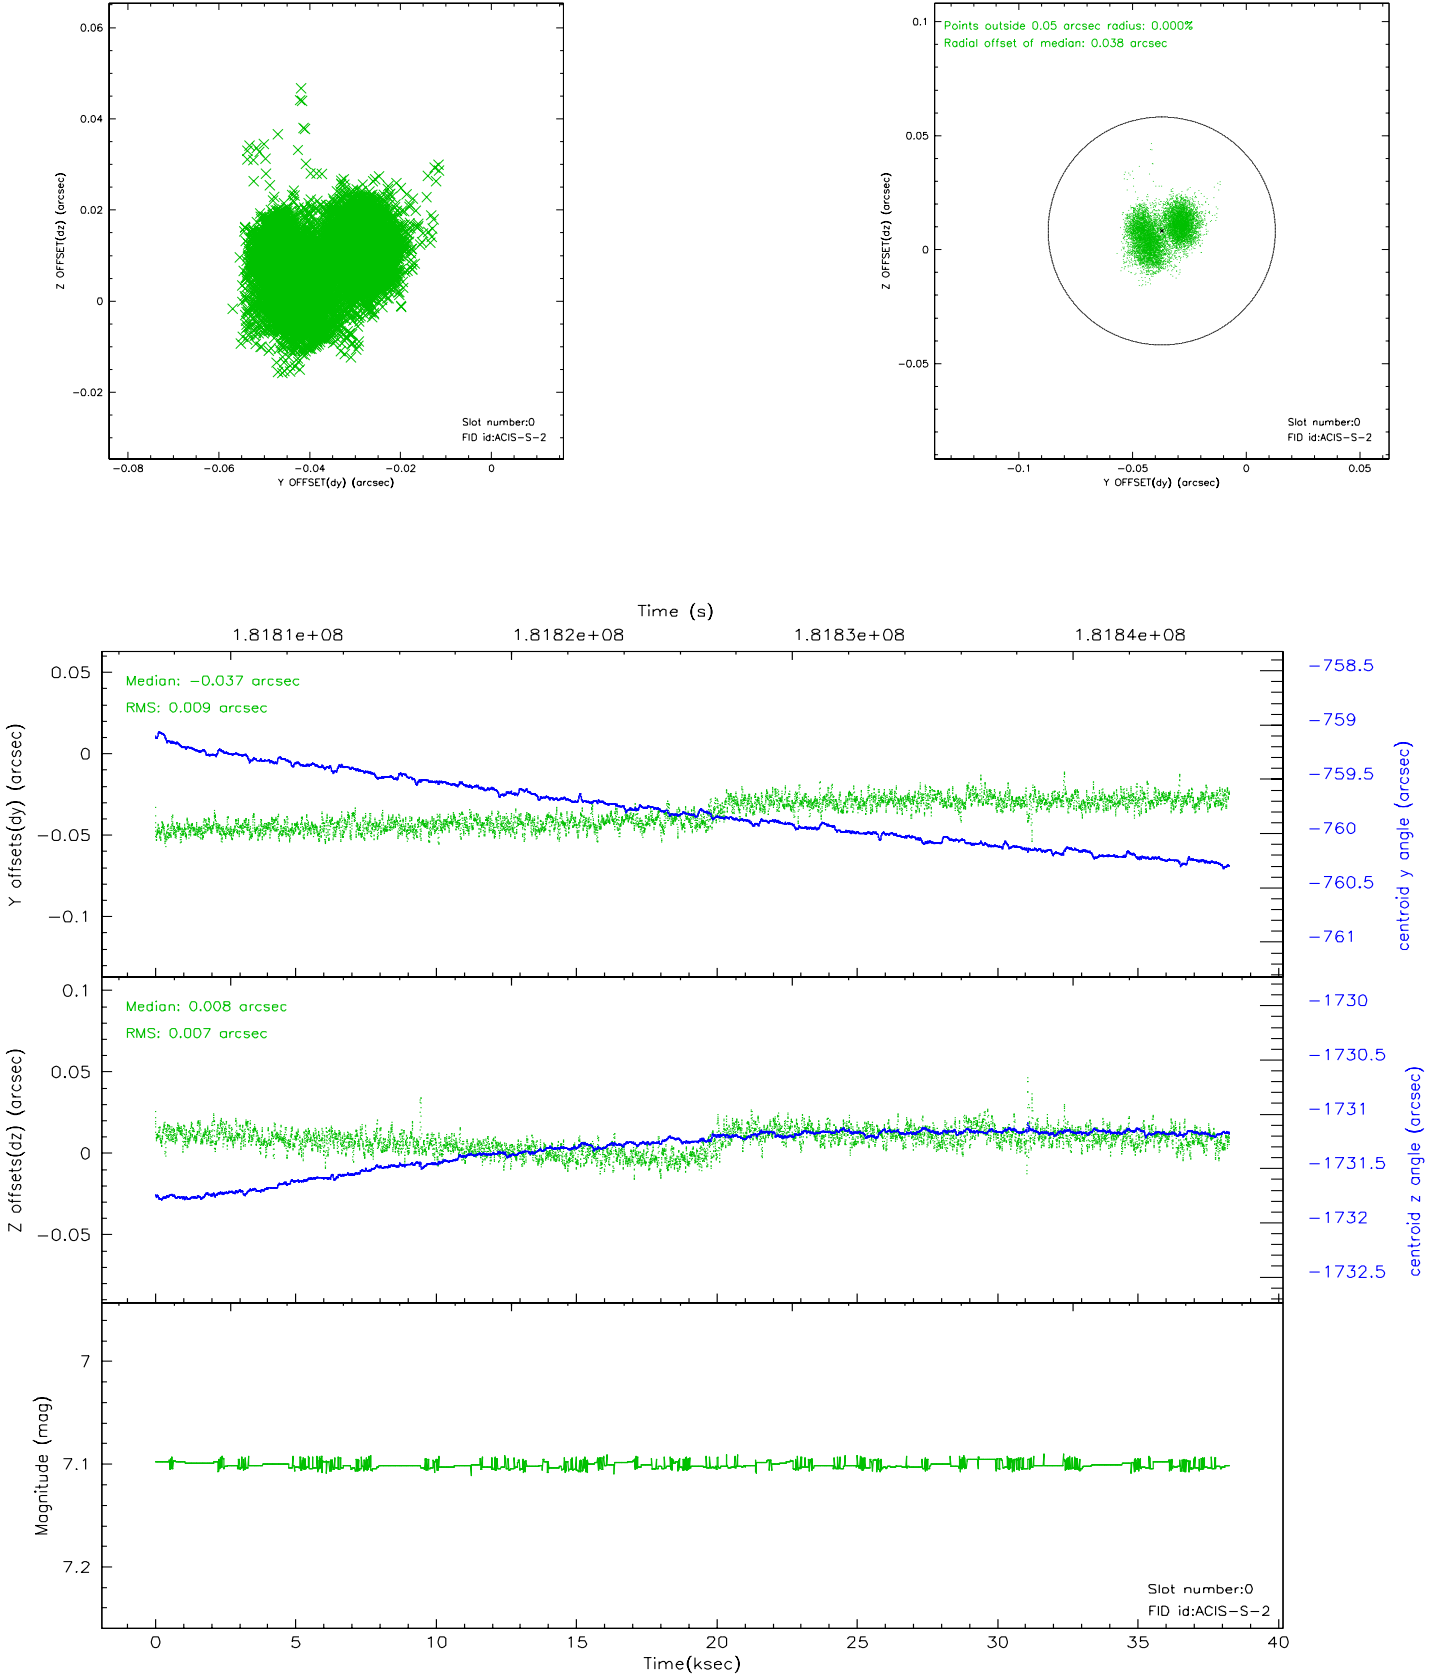 0.06
0.04
0.02
0
−0.02
Z OFFSET(dz) (arcsec)
Slot number:0
FID id:ACIS−S−2
−0.08 −0.06 −0.04 −0.02 0
Y OFFSET(dy) (arcsec)
Points outside 0.05 arcsec radius: 0.000%
Radial offset of median: 0.038 arcsec
0.1
0.05
0
−0.05
Z OFFSET(dz) (arcsec)
Slot number:0
FID id:ACIS−S−2
−0.1 −0.05 0 0.05
Y OFFSET(dy) (arcsec)
Time (s)
1.8181e+08 1.8182e+08 1.8183e+08 1.8184e+08
Median: −0.037 arcsec
RMS: 0.009 arcsec
0.05
0
−0.05
−0.1
Y offsets(dy) (arcsec)
−758.5
−759
−759.5
−760
−760.5
−761
centroid y angle (arcsec)
Median: 0.008 arcsec
RMS: 0.007 arcsec
0.1
0.05
0
−0.05
Z offsets(dz) (arcsec)
−1730
−1730.5
−1731
−1731.5
−1732
−1732.5
centroid z angle (arcsec)
7
7.1
7.2
Magnitude (mag)
Slot number:0
FID id:ACIS−S−2
0 5 10 15 20 25 30 35 40
Time(ksec)